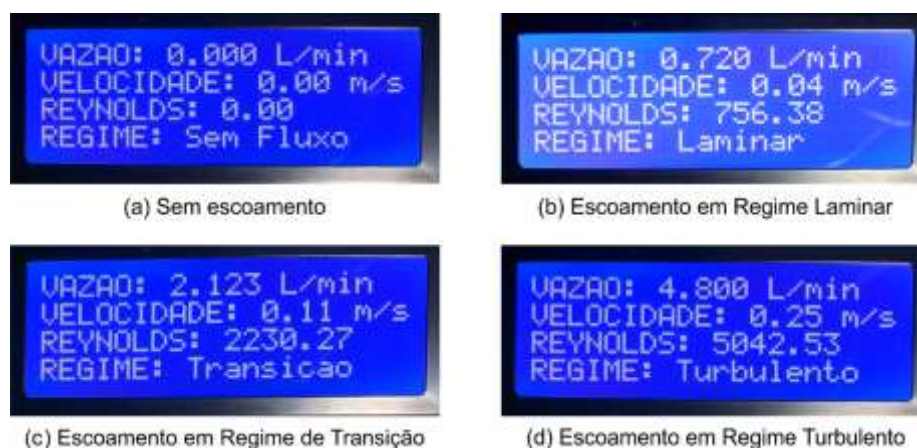 VAZAO: 0.000 L/min
VELOCIDADE: 0.00 m/s
REYNOLDS: 0.00
REGIME: Sem Fluxo
(a) Sem escoamento
VAZAO: 0.720 L/min
VELOCIDADE: 0.04 m/s
REYNOLDS: 756.38
REGIME: Laminar
(b) Escoamento em Regime Laminar
VAZAO: 2.123 L/min
VELOCIDADE: 0.11 m/s
REYNOLDS: 2230.27
REGIME: Transicao
(c) Escoamento em Regime de Transição
VAZAO: 4.800 L/min
VELOCIDADE: 0.25 m/s
REYNOLDS: 5042.53
REGIME: Turbulento
(d) Escoamento em Regime Turbulento